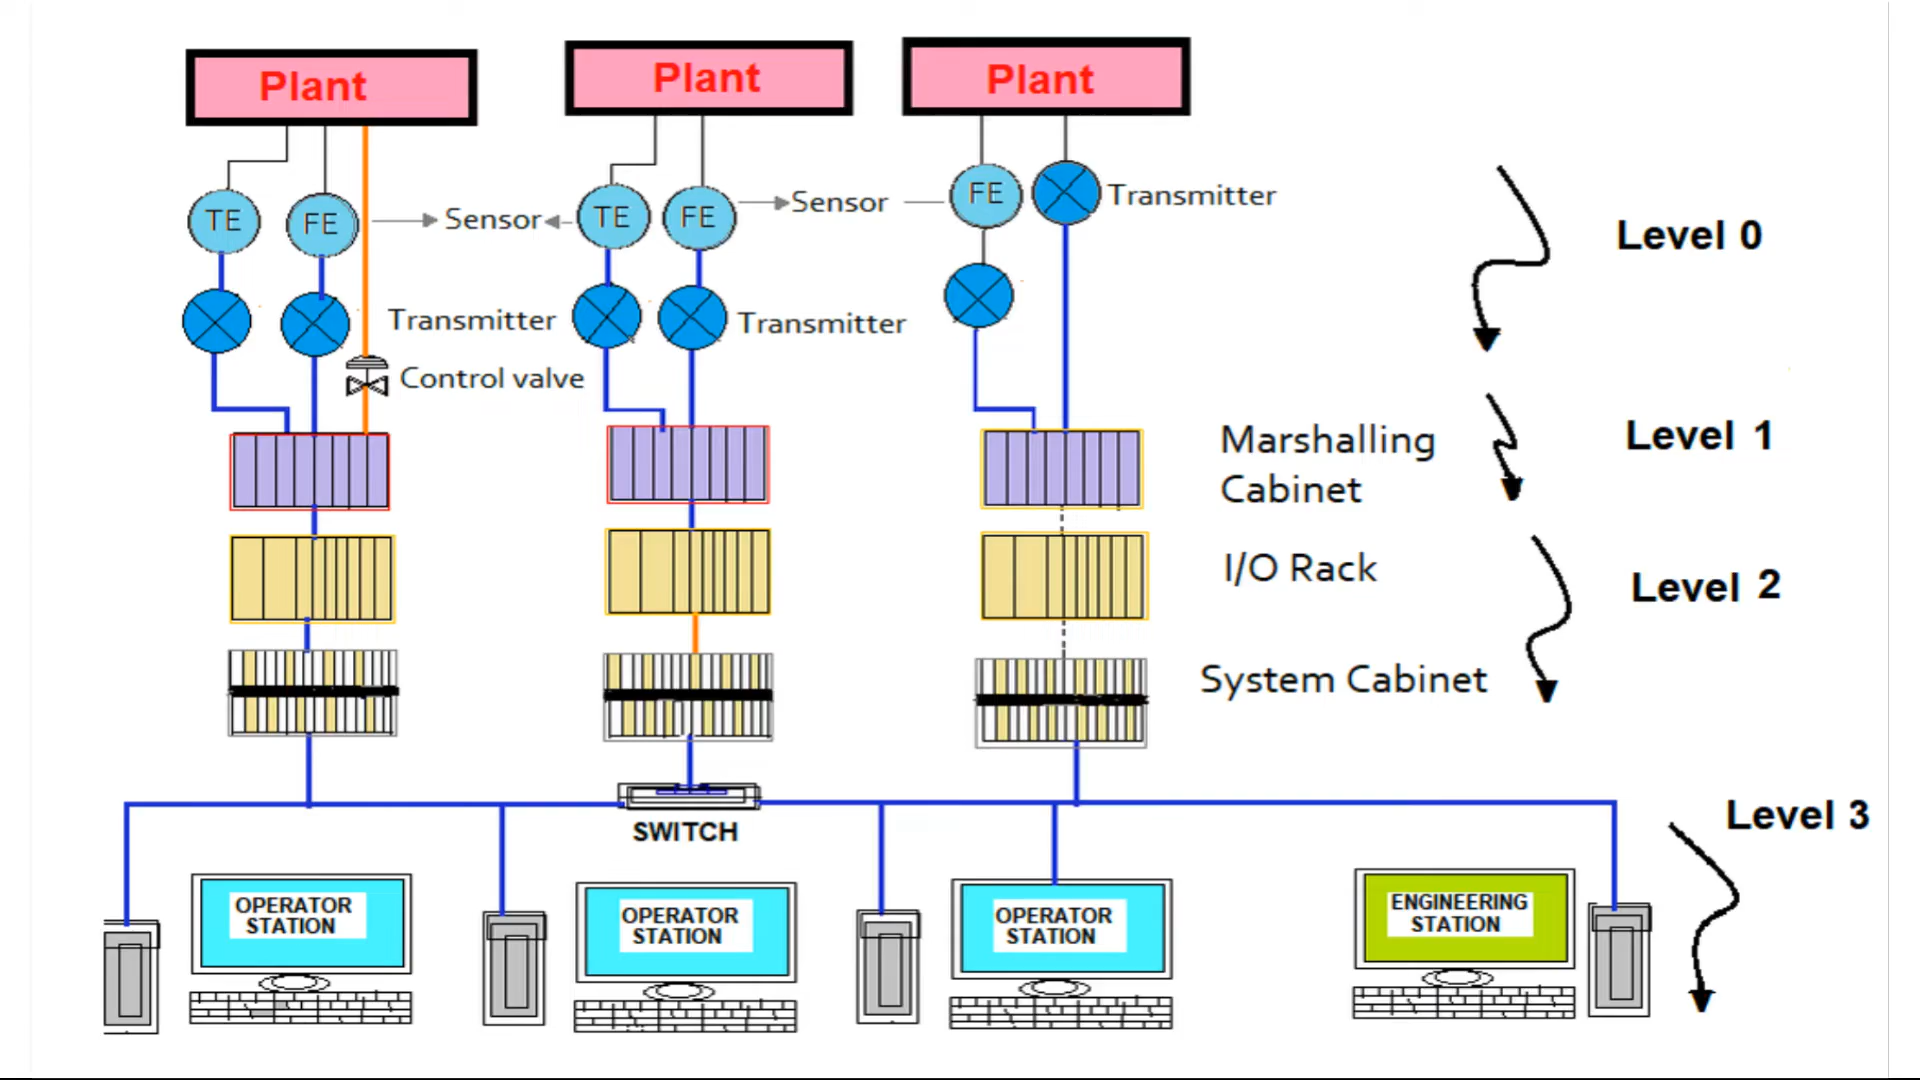 Plant
Plant
Plant
TE
FE
Sensor
TE
FE
Sensor
FE
Transmitter
Level 0
Transmitter
Transmitter
Control valve
Marshalling
Cabinet
Level 1
I/O Rack
Level 2
System Cabinet
SWITCH
Level 3
OPERATOR
STATION
OPERATOR
STATION
OPERATOR
STATION
ENGINEERING
STATION